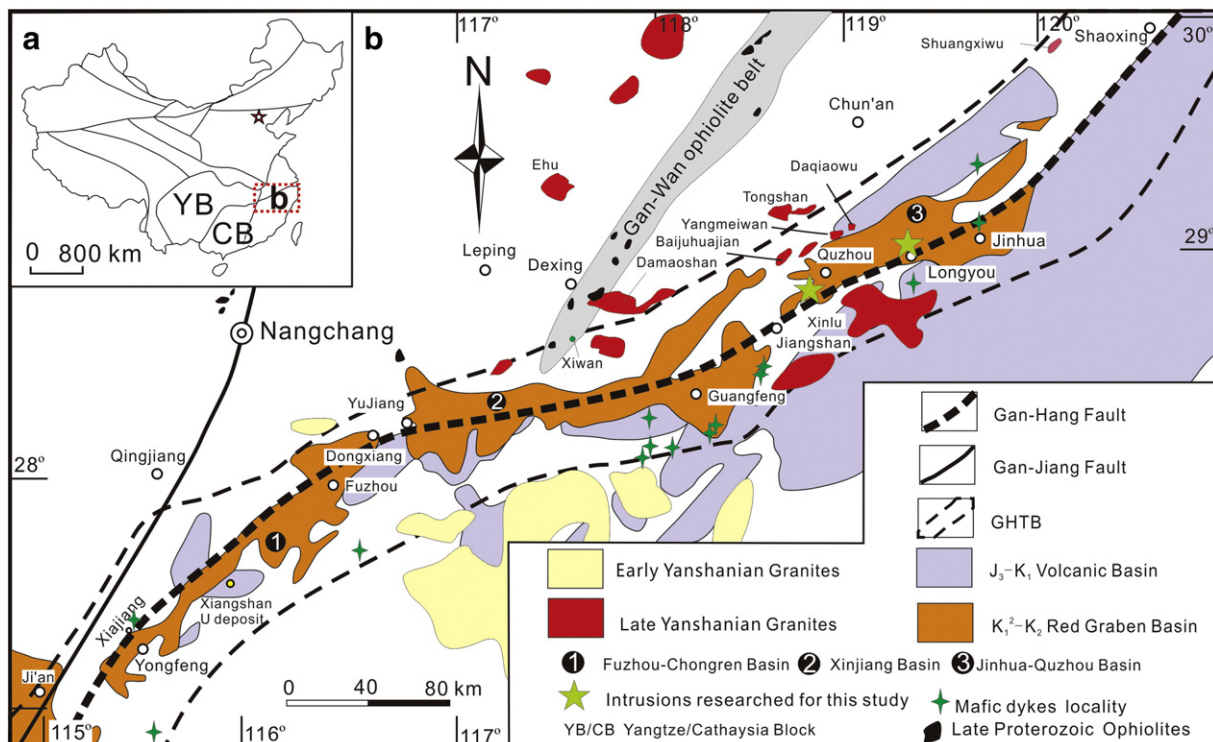 a
YB
CB
b
0 800 km
b
117° 118° 119° 120°
Shaoxing
30°
Shuangxiwu
N
Chun'an
Gan-Wan ophiolite belt
Ehu
Daqiaowu
Tongshan
Yangmeiwan
Baijuhuajian
Damaoshan
3
Jinhua
29°
Leping
Dexing
Quzhou
Longyou
Nangchang
Xinlu
Jiangshan
Xiwan
YuJiang
2
Guangfeng
Qingjiang
28°
Dongxiang
Fuzhou
1
Xiangshan
U deposit
Xiajiang
Yongfeng
Ji'an
0 40 80 km
115° 116° 117°
Gan-Hang Fault
Gan-Jiang Fault
GHTB
Early Yanshanian Granites
J₃-K₁ Volcanic Basin
Late Yanshanian Granites
K₁²-K₂ Red Graben Basin
1 Fuzhou-Chongren Basin 2 Xinjiang Basin 3 Jinhua-Quzhou Basin
Intrusions researched for this study
Mafic dykes locality
YB/CB Yangtze/Cathaysia Block
Late Proterozoic Ophiolites